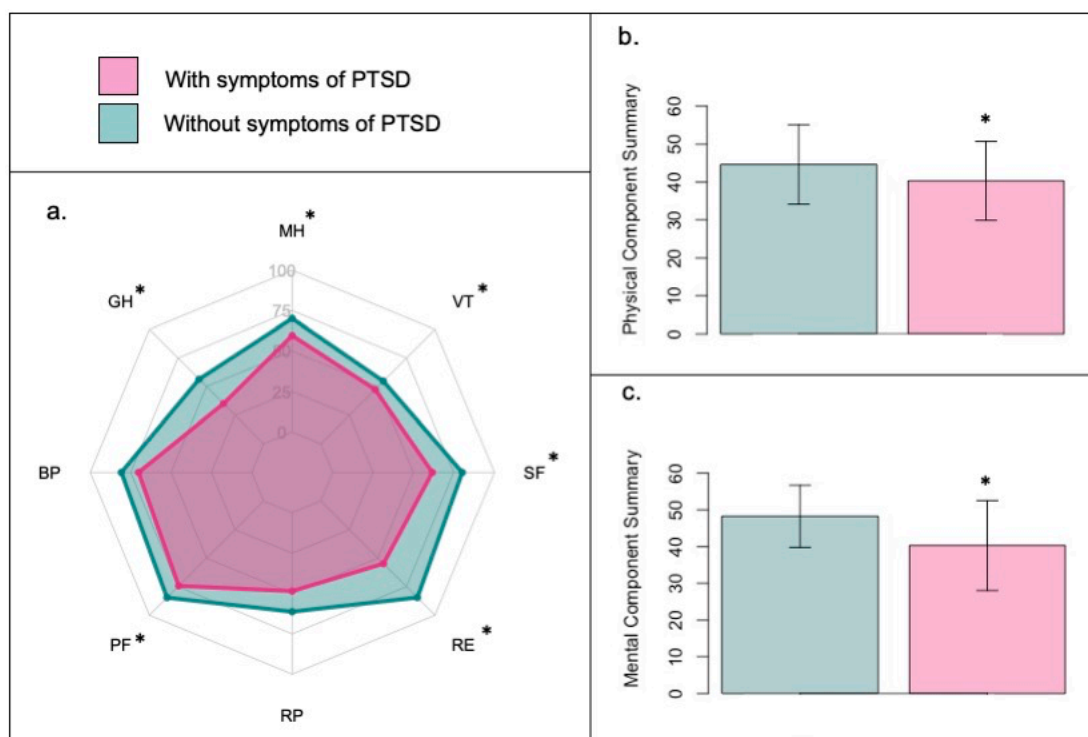 With symptoms of PTSD
Without symptoms of PTSD
a.
MH*
GH*
VT*
100
75
50
25
0
BP
SF*
PF*
RE*
RP
b.
Physical Component Summary
60
50
40
30
20
10
0
*
c.
Mental Component Summary
60
50
40
30
20
10
0
*